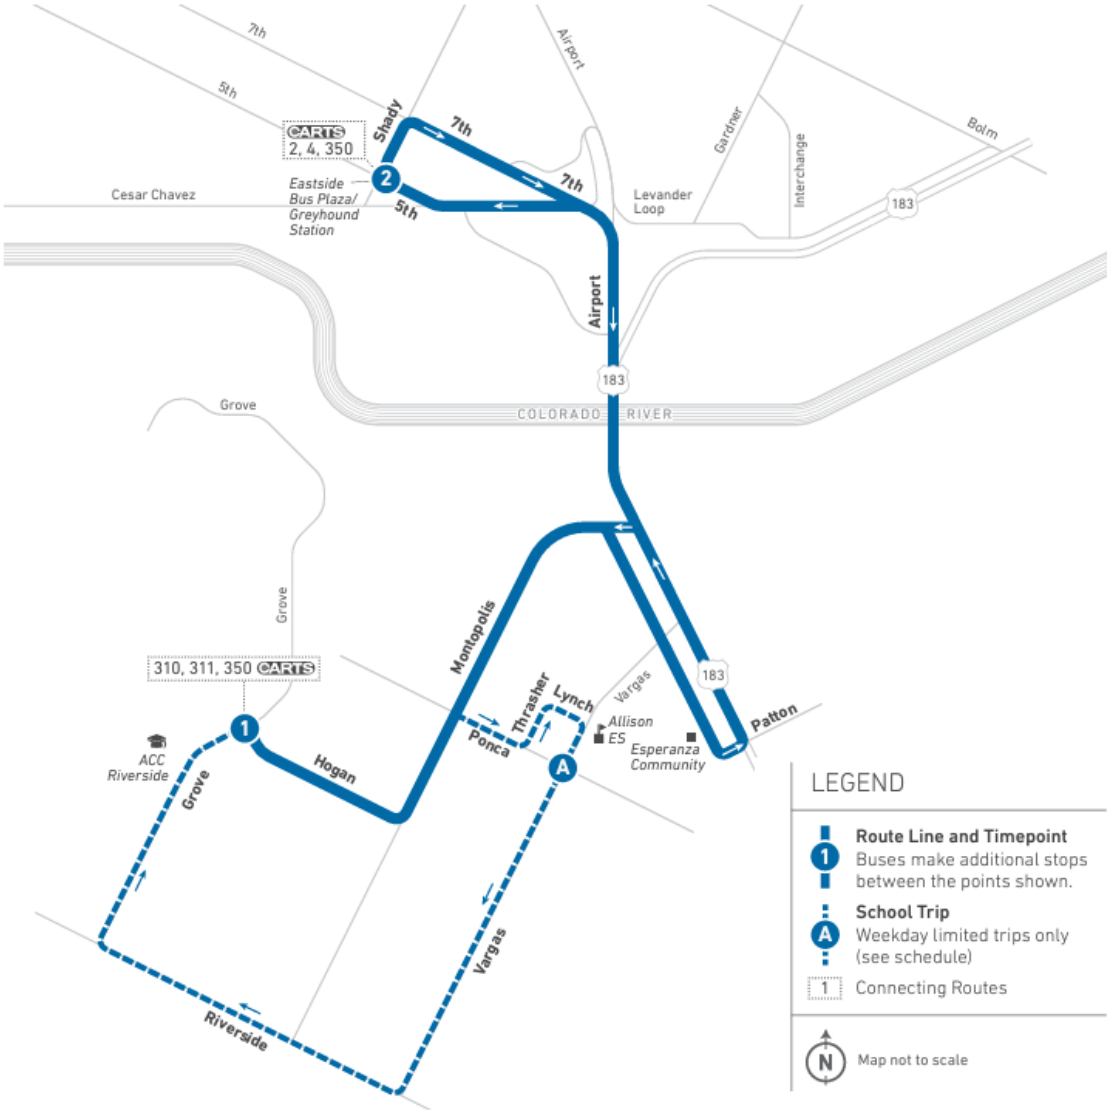 7th
Airport
5th
Shady
7th
Gardner
Bolm
CARTS
2, 4, 350
Interchange
2
7th
Eastside
Bus Plaza/
Greyhound
Station
Cesar Chavez
Levander
Loop
183
5th
Airport
183
COLORADO RIVER
Grove
Grove
Montopolis
310, 311, 350 CARTS
Vargas
183
Thrasher
Lynch
Patton
1
Allison
ES
Ponca
Esperanza
Community
ACC
Riverside
Hogan
A
Grove
Vargas
Riverside
LEGEND
Route Line and Timepoint
1
Buses make additional stops
between the points shown.
School Trip
A
Weekday limited trips only
(see schedule)
1
Connecting Routes
N
Map not to scale